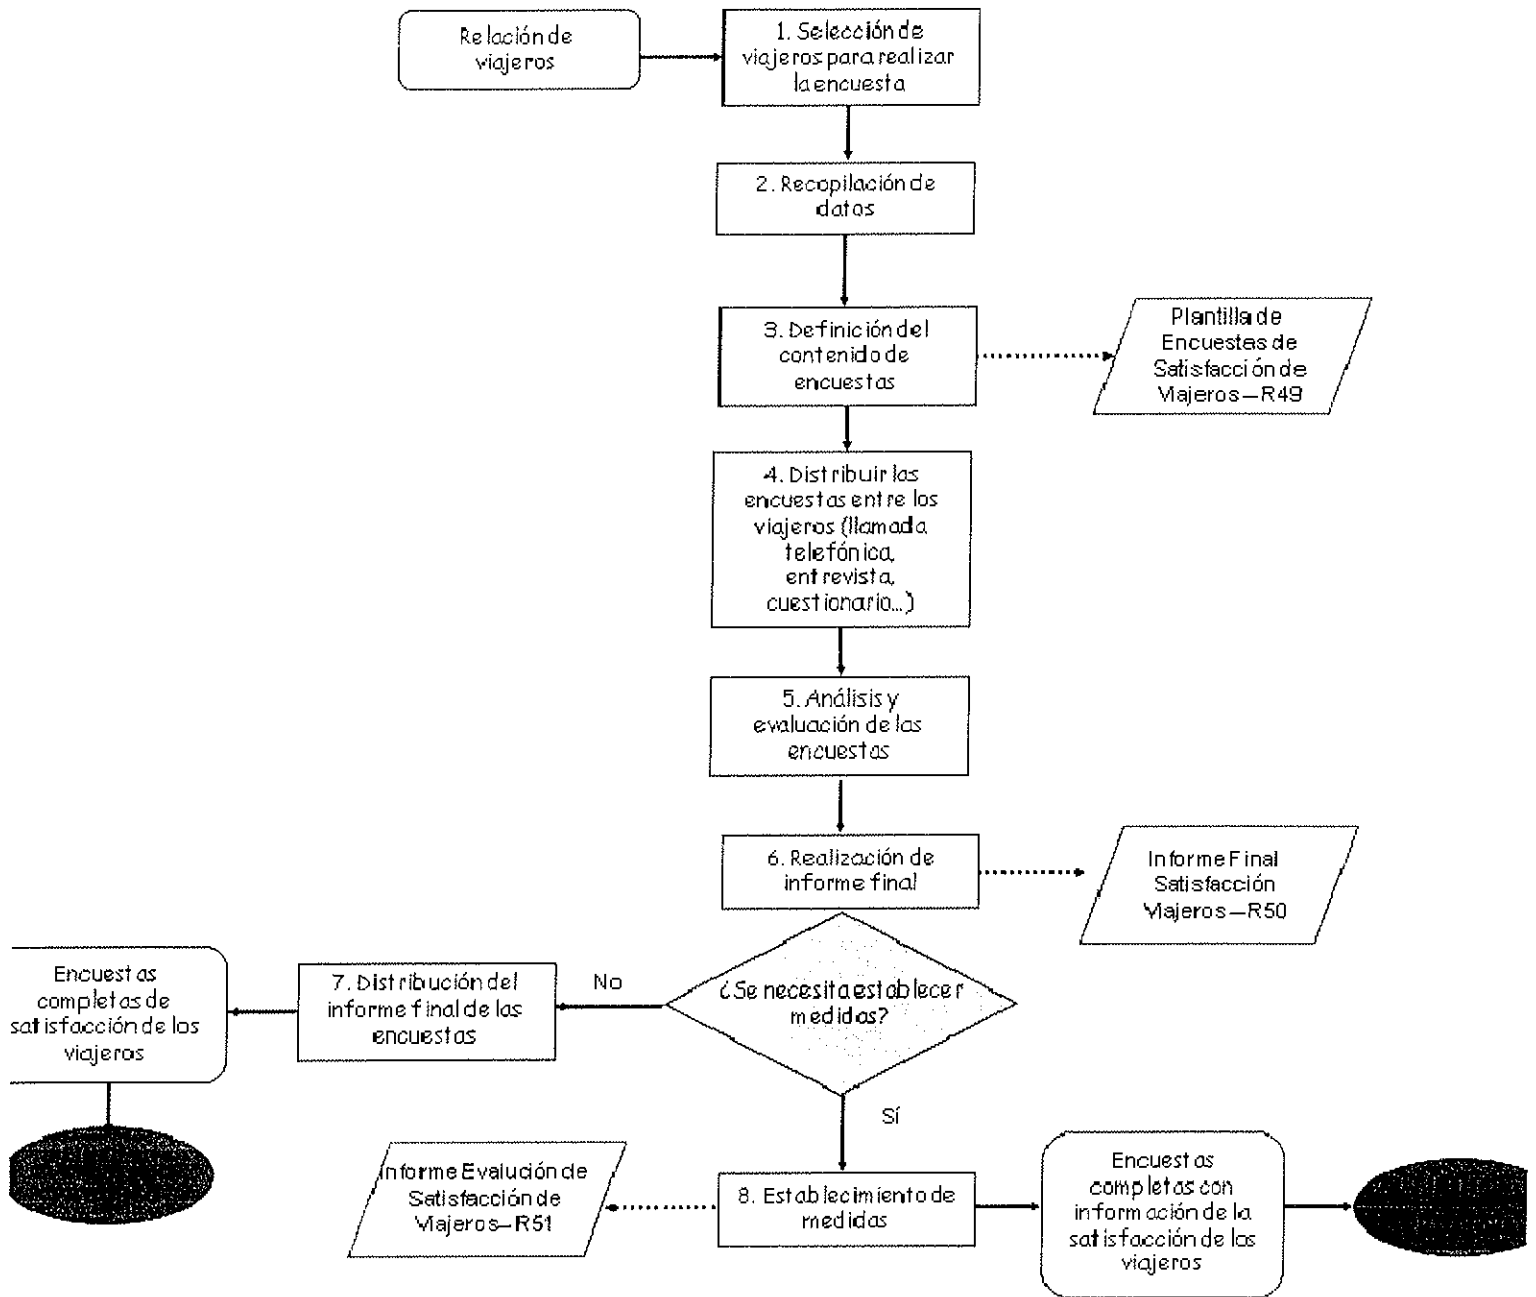 Relación de
viajeros
1. Selección de
viajeros para realizar
la encuesta
2. Recopilación de
datos
3. Definición del
contenido de
encuestas
Plantilla de
Encuestas de
Satisfacción de
Viajeros—R49
4. Distribuir las
encuestas entre los
viajeros (llamada
telefónica,
entrevista,
cuestionario...)
5. Análisis y
evaluación de las
encuestas
6. Realización de
informe final
Informe Final
Satisfacción
Viajeros—R50
¿Se necesita establecer
medidas?
No
7. Distribución del
informe final de las
encuestas
Encuestas
completas de
satisfacción de los
viajeros
Sí
8. Establecimiento de
medidas
Informe Evalución de
Satisfacción de
Viajeros—R51
Encuestas
completas con
información de la
satisfacción de los
viajeros